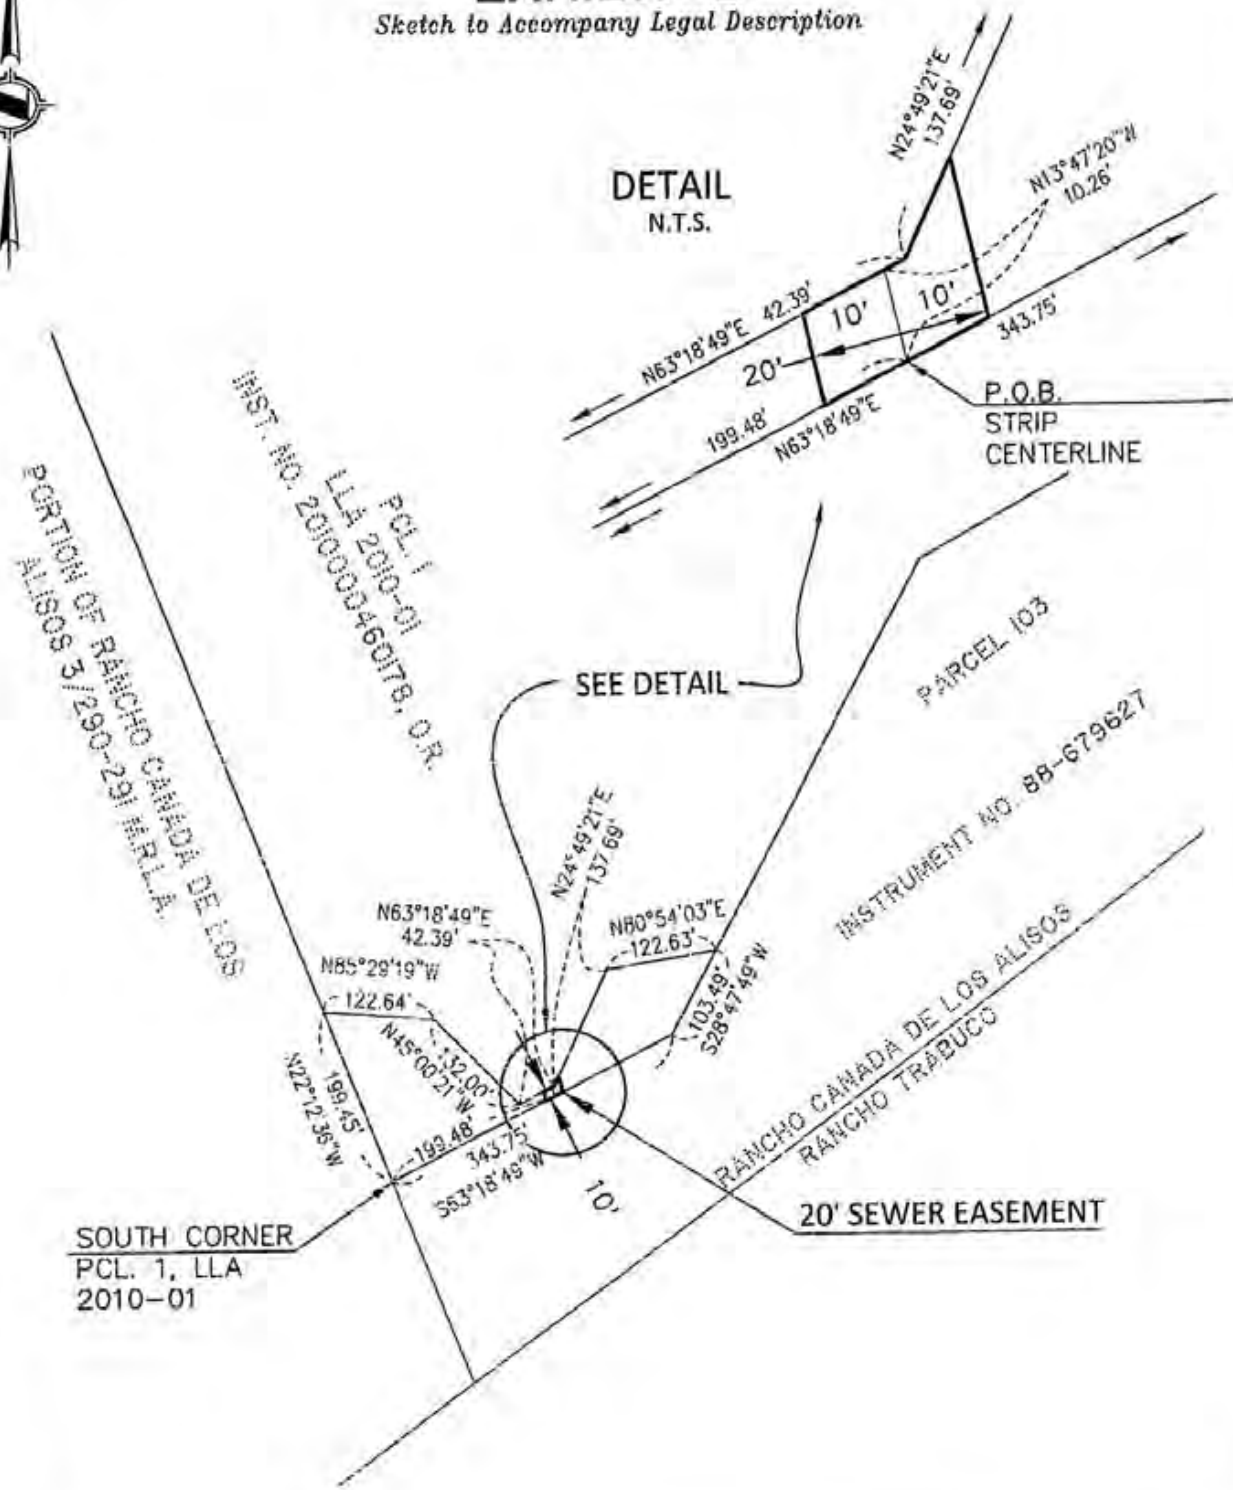 Sketch to Accompany Legal Description
N24°49'21"E
137.69'
DETAIL
N.T.S.
N13°47'20"W
10.26'
N63°18'49"E 42.39'
10'
10'
20'
343.75'
199.48'
N63°18'49"E
P.O.B.
STRIP
CENTERLINE
PCL. 1
LLA 2010-01
INST. NO. 2010000460178, O.R.
PORTION OF RANCHO CANADA DE LOS
ALISOS 3/290-291 M.R.L.A.
SEE DETAIL
PARCEL 103
INSTRUMENT NO. 88-679627
N24°49'21"E
137.69'
N63°18'49"E
42.39'
N80°54'03"E
122.63'
N85°29'19"W
122.64'
N45°00'21"W
132.00'
103.49'
S28°47'49"W
199.45'
N22°12'36"W
199.48'
343.75'
S63°18'49"W
10'
RANCHO CANADA DE LOS ALISOS
RANCHO TRABUCO
20' SEWER EASEMENT
SOUTH CORNER
PCL. 1, LLA
2010-01